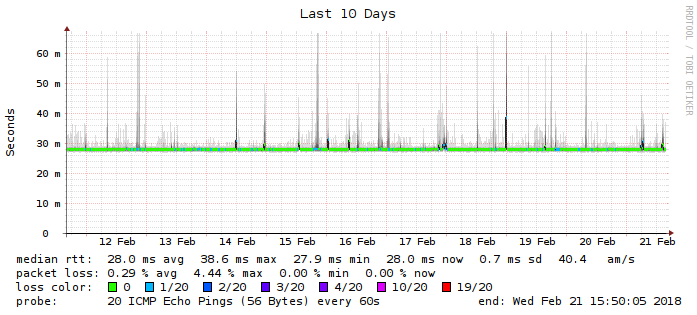 Last 10 Days
RRDTOOL / TOBI OETIKER
Seconds
60 m
50 m
40 m
30 m
20 m
10 m
0
12 Feb 13 Feb 14 Feb 15 Feb 16 Feb 17 Feb 18 Feb 19 Feb 20 Feb 21 Feb
median rtt: 28.0 ms avg 38.6 ms max 27.9 ms min 28.0 ms now 0.7 ms sd 40.4 am/s
packet loss: 0.29 % avg 4.44 % max 0.00 % min 0.00 % now
loss color: 0 1/20 2/20 3/20 4/20 10/20 19/20
probe: 20 ICMP Echo Pings (56 Bytes) every 60s end: Wed Feb 21 15:50:05 2018